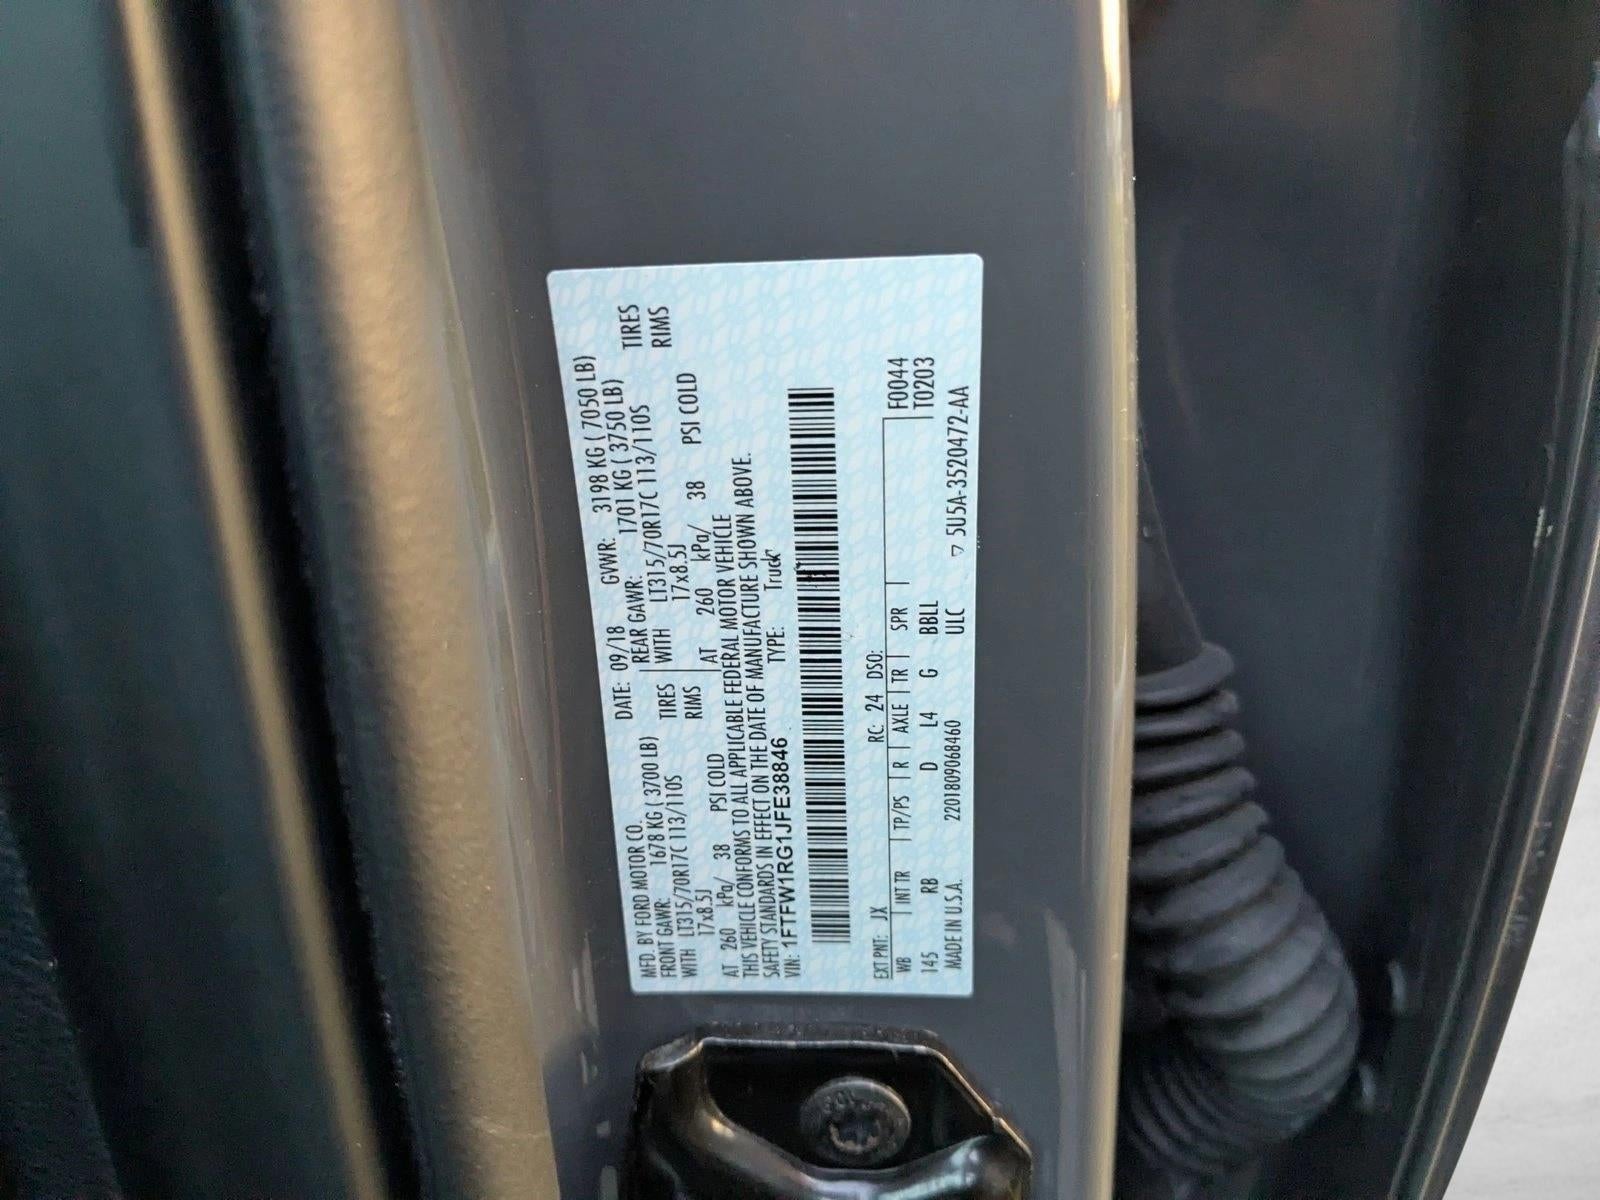 MFD. BY FORD MOTOR CO.
DATE: 09/18 GVWR: 3198 KG ( 7050 LB)
FRONT GAWR: 1678 KG ( 3700 LB) REAR GAWR: 1701 KG ( 3750 LB)
WITH LT315/70R17C 113/110S TIRES WITH LT315/70R17C 113/110S TIRES
17x8.5J RIMS 17x8.5J RIMS
AT 260 kPa/ 38 PSI COLD AT 260 kPa/ 38 PSI COLD
THIS VEHICLE CONFORMS TO ALL APPLICABLE FEDERAL MOTOR VEHICLE
SAFETY STANDARDS IN EFFECT ON THE DATE OF MANUFACTURE SHOWN ABOVE.
VIN: 1FTFW1RG1JFE38846 TYPE: Truck
EXT PNT: JX RC: 24 DSO:
WB INT TR TP/PS R AXLE TR SPR F0044
145 RB D L4 G BBLL T0203
MADE IN U.S.A. 220180906846O ULC ▽ 5U5A-3520472-AA